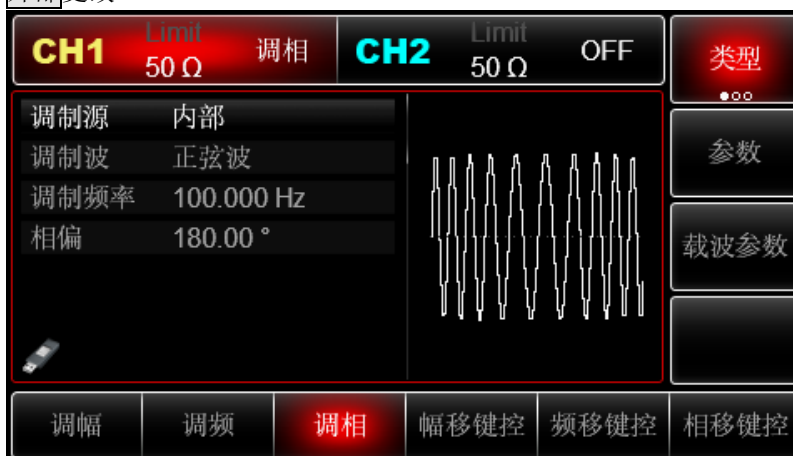 CH1 Limit 50 Ω 调相 CH2 Limit 50 Ω OFF
类型
调制源 内部
调制波 正弦波
调制频率 100.000 Hz
相偏 180.00 °
参数
载波参数
调幅 调频 调相 幅移键控 频移键控 相移键控